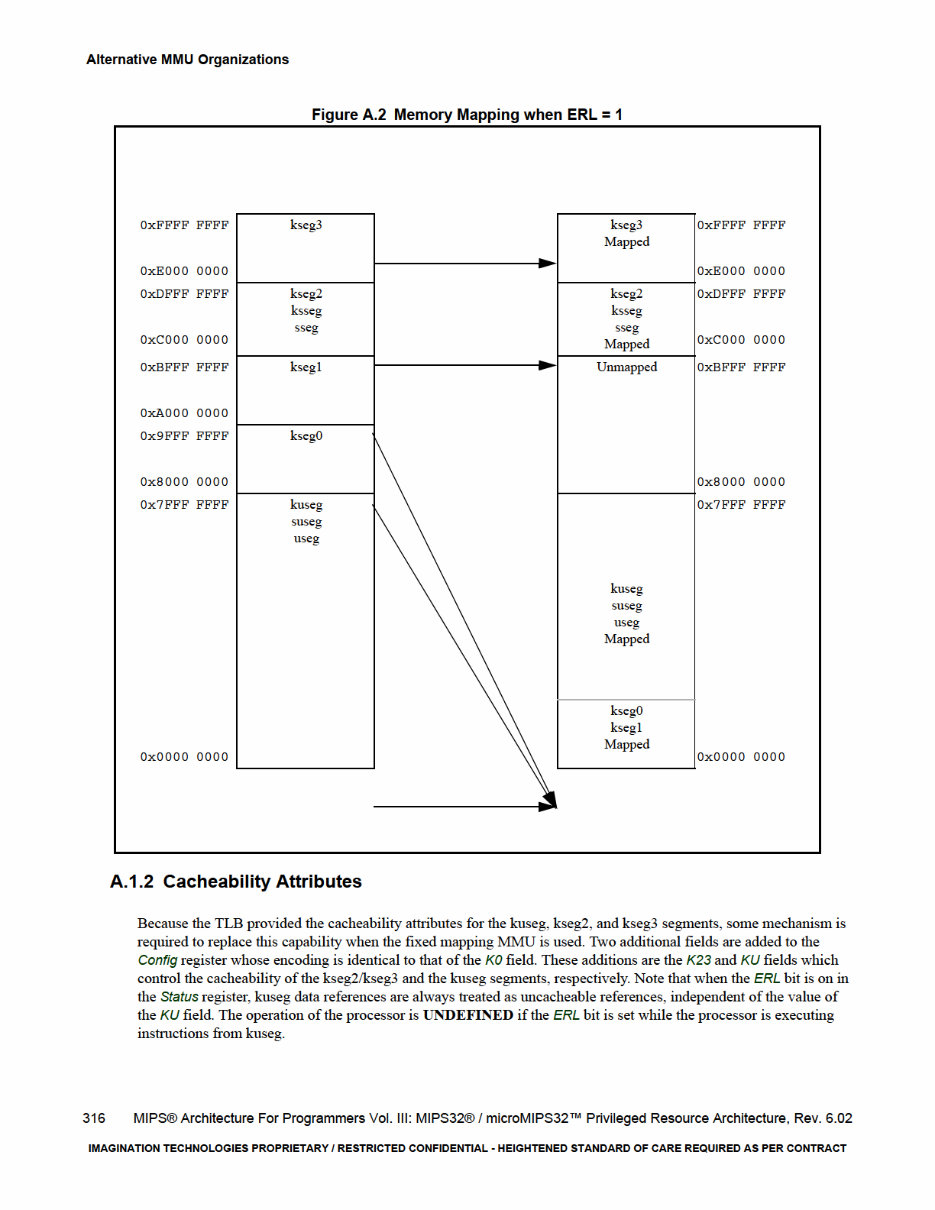 Alternative MMU Organizations
Figure A.2 Memory Mapping when ERL = 1
0xFFFF FFFF
kseg3
kseg3
0xFFFF FFFF
Mapped
0xE000 0000
0xE000 0000
0xDFFF FFFF
kseg2
kseg2
0xDFFF FFFF
ksseg
ksseg
sseg
sseg
0xC000 0000
Mapped
0xC000 0000
0xBFFF FFFF
kseg1
Unmapped
0xBFFF FFFF
0xA000 0000
0x9FFF FFFF
kseg0
0x8000 0000
0x8000 0000
0x7FFF FFFF
kuseg
0x7FFF FFFF
suseg
useg
kuseg
suseg
useg
Mapped
kseg0
kseg1
Mapped
0x0000 0000
0x0000 0000
A.1.2 Cacheability Attributes
Because the TLB provided the cacheability attributes for the kuseg, kseg2, and kseg3 segments, some mechanism is
required to replace this capability when the fixed mapping MMU is used. Two additional fields are added to the
Config register whose encoding is identical to that of the K0 field. These additions are the K23 and KU fields which
control the cacheability of the kseg2/kseg3 and the kuseg segments, respectively. Note that when the ERL bit is on in
the Status register, kuseg data references are always treated as uncacheable references, independent of the value of
the KU field. The operation of the processor is UNDEFINED if the ERL bit is set while the processor is executing
instructions from kuseg.
316 MIPS® Architecture For Programmers Vol. III: MIPS32® / microMIPS32™ Privileged Resource Architecture, Rev. 6.02
IMAGINATION TECHNOLOGIES PROPRIETARY / RESTRICTED CONFIDENTIAL - HEIGHTENED STANDARD OF CARE REQUIRED AS PER CONTRACT